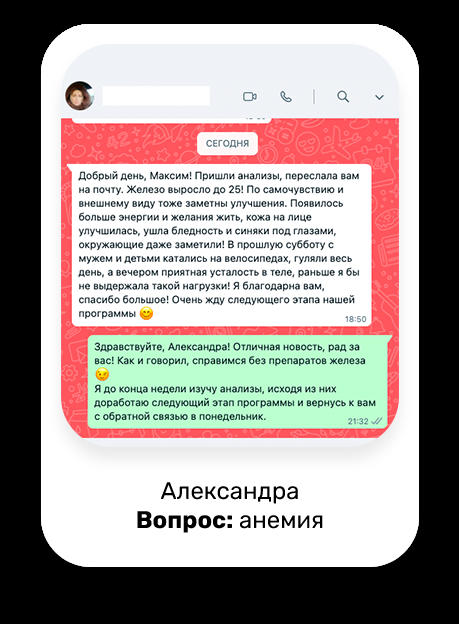 СЕГОДНЯ
Добрый день, Максим! Пришли анализы, переслала вам
на почту. Железо выросло до 25! По самочувствию и
внешнему виду тоже заметны улучшения. Появилось
больше энергии и желания жить, кожа на лице
улучшилась, ушла бледность и синяки под глазами,
окружающие даже заметили! В прошлую субботу с
мужем и детьми катались на велосипедах, гуляли весь
день, а вечером приятная усталость в теле, раньше я бы
не выдержала такой нагрузки! Я благодарна вам,
спасибо большое! Очень жду следующего этапа нашей
программы 😋
18:50
Здравствуйте, Александра! Отличная новость, рад за
вас! Как и говорил, справимся без препаратов железа
😉
Я до конца недели изучу анализы, исходя из них
доработаю следующий этап программы и вернусь к вам
с обратной связью в понедельник.
21:32
Александра
Вопрос: анемия